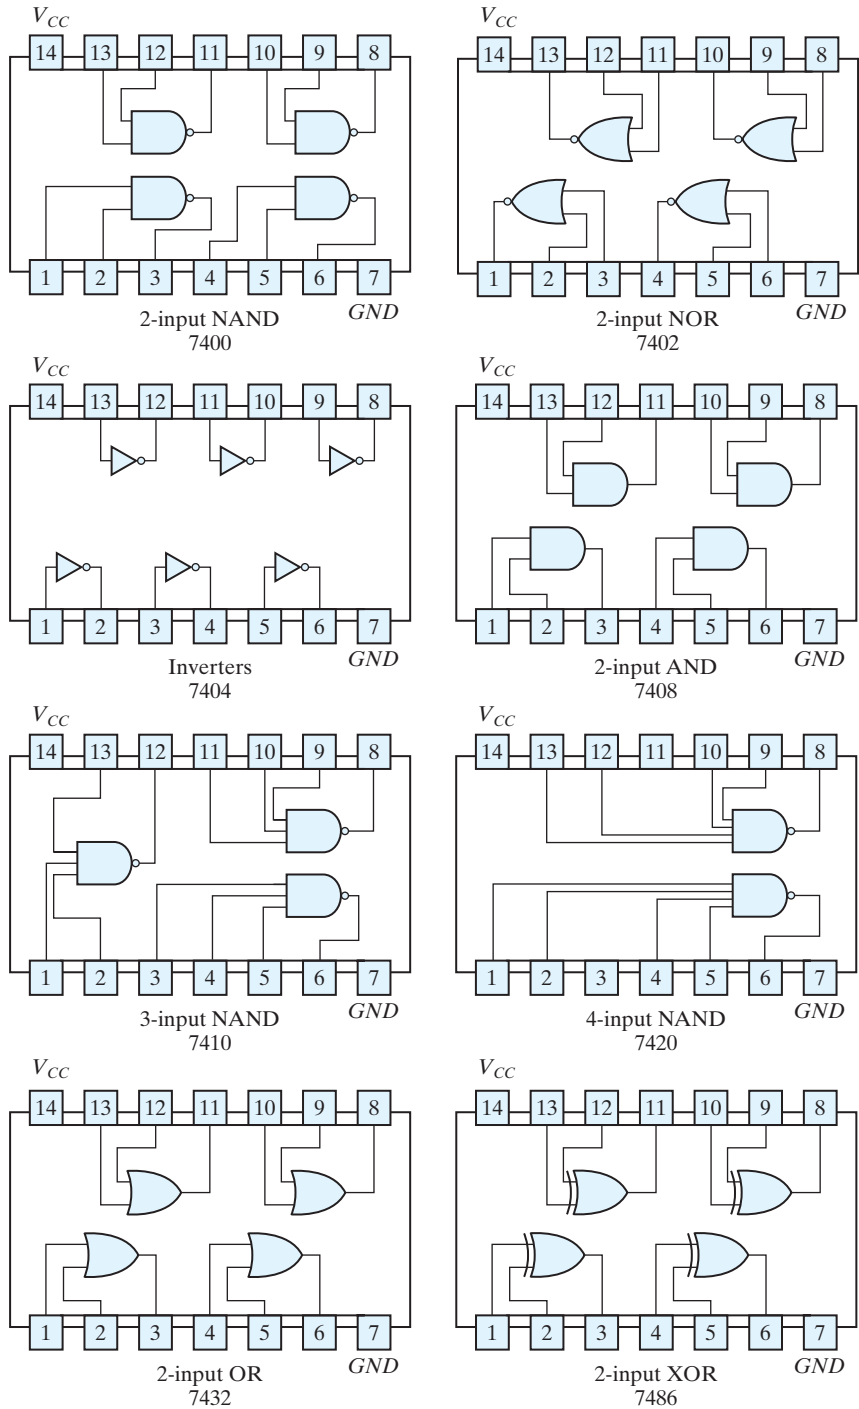 V_CC
14 13 12 11 10 9 8
1 2 3 4 5 6 7
GND
2-input NAND
7400
V_CC
14 13 12 11 10 9 8
1 2 3 4 5 6 7
GND
2-input NOR
7402
V_CC
14 13 12 11 10 9 8
1 2 3 4 5 6 7
GND
Inverters
7404
V_CC
14 13 12 11 10 9 8
1 2 3 4 5 6 7
GND
2-input AND
7408
V_CC
14 13 12 11 10 9 8
1 2 3 4 5 6 7
GND
3-input NAND
7410
V_CC
14 13 12 11 10 9 8
1 2 3 4 5 6 7
GND
4-input NAND
7420
V_CC
14 13 12 11 10 9 8
1 2 3 4 5 6 7
GND
2-input OR
7432
V_CC
14 13 12 11 10 9 8
1 2 3 4 5 6 7
GND
2-input XOR
7486